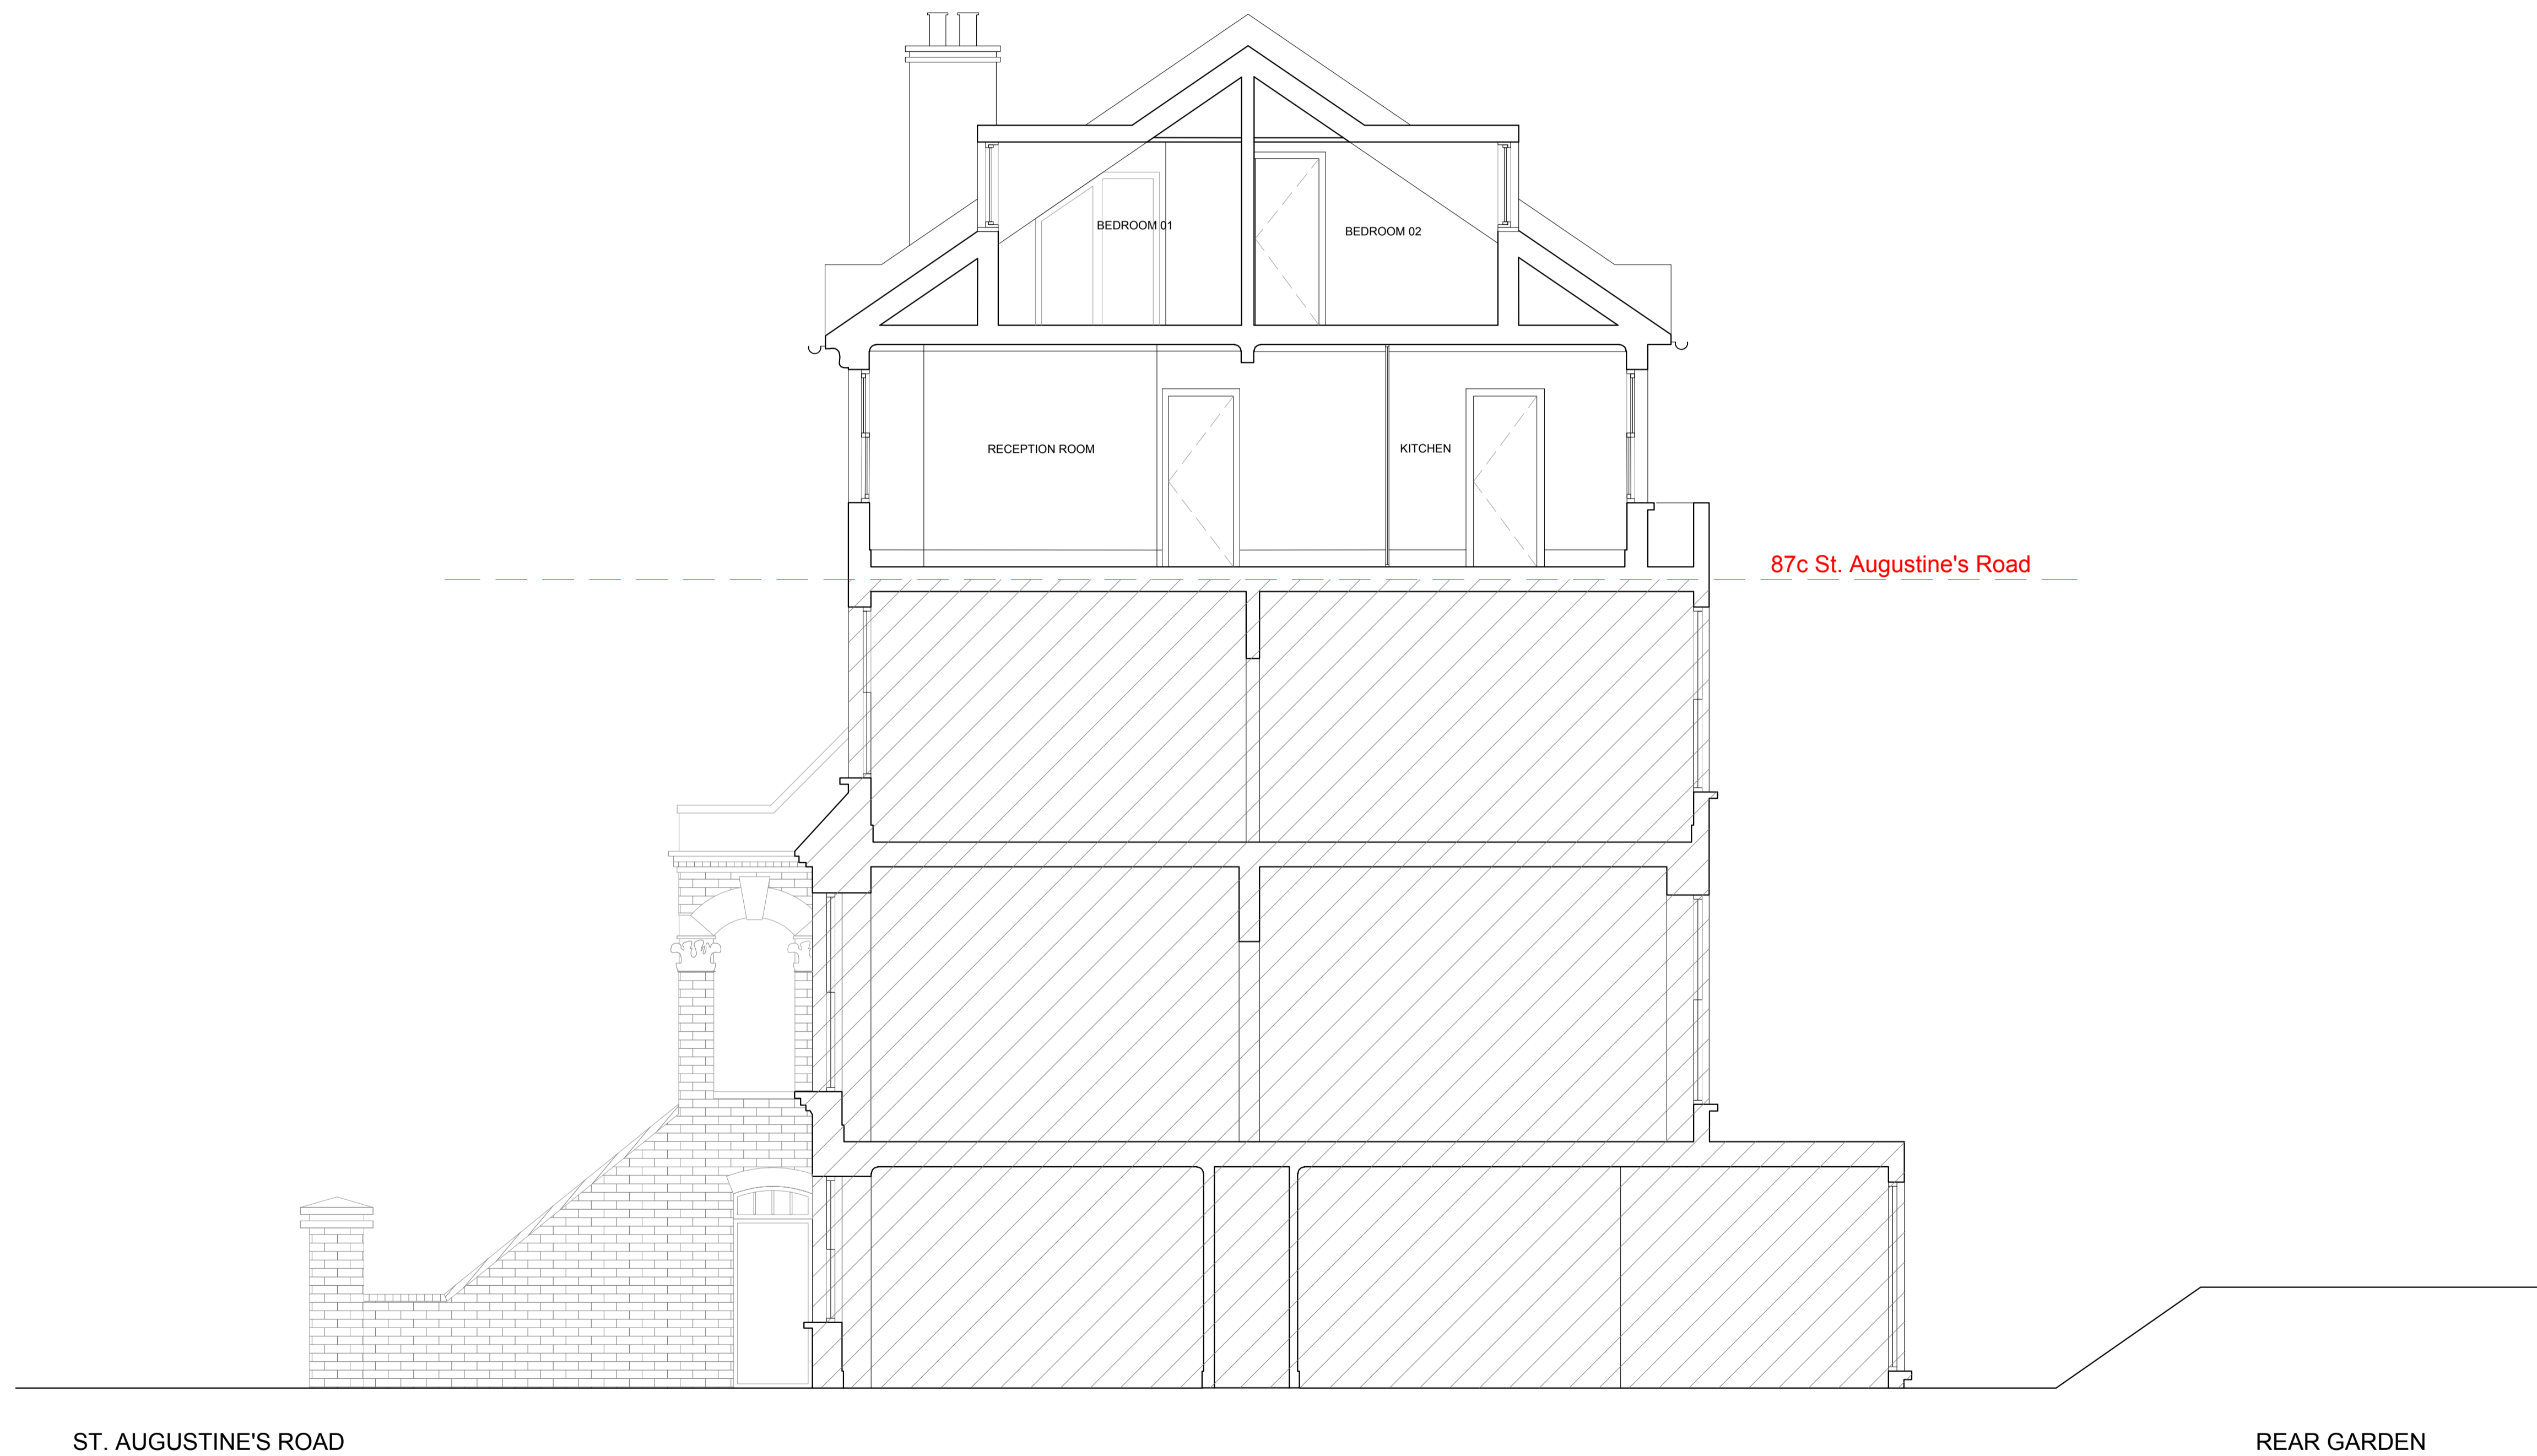 BEDROOM 01
BEDROOM 02
RECEPTION ROOM
KITCHEN
87c St. Augustine's Road
ST. AUGUSTINE'S ROAD
REAR GARDEN